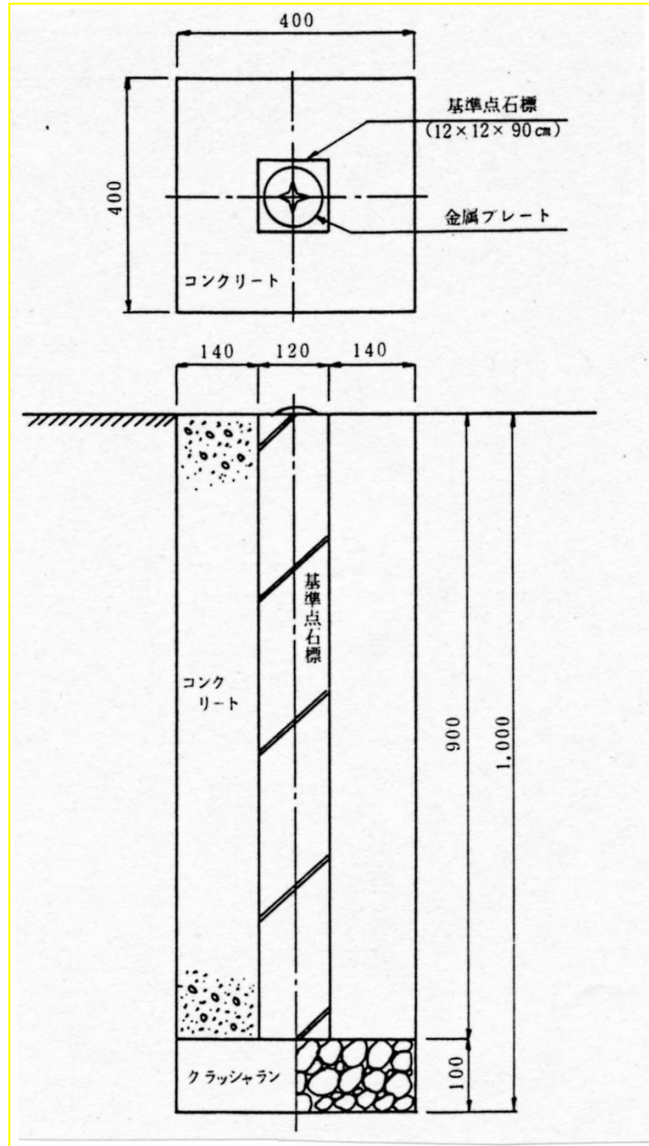 400
基準点石標
(12×12×90㎝)
400
金属プレート
コンクリート
140
120
140
基準点石標
コンク
リート
900
1,000
クラッシャラン
100